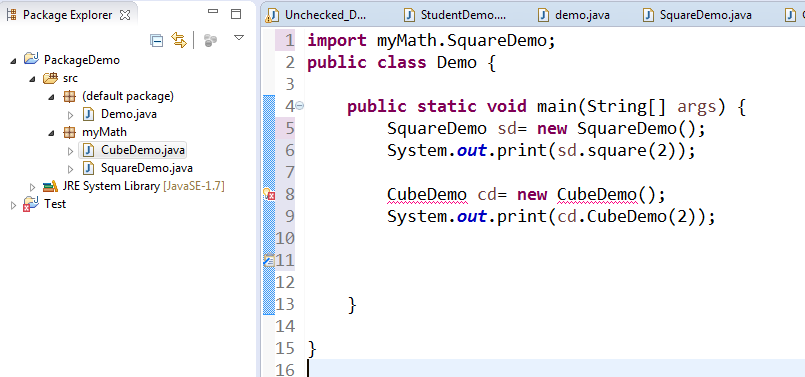 Package Explorer
PackageDemo
src
(default package)
Demo.java
myMath
CubeDemo.java
SquareDemo.java
JRE System Library [JavaSE-1.7]
Test
Unchecked_D... StudentDemo.... demo.java SquareDemo.java
1 import myMath.SquareDemo;
2 public class Demo {
3
4 public static void main(String[] args) {
5 SquareDemo sd= new SquareDemo();
6 System.out.print(sd.square(2));
7
8 CubeDemo cd= new CubeDemo();
9 System.out.print(cd.CubeDemo(2));
10
11
12
13 }
14
15 }
16